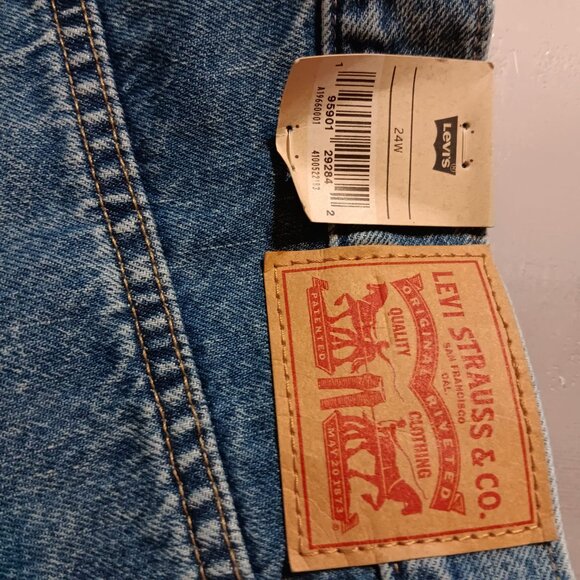 LEVI'S
24W
1 95901 29284 2
A19660001 4100522183
LEVI STRAUSS & CO.
SAN FRANCISCO
CAL
ORIGINAL RIVETED
QUALITY CLOTHING
PATENTED MAY 20 1873